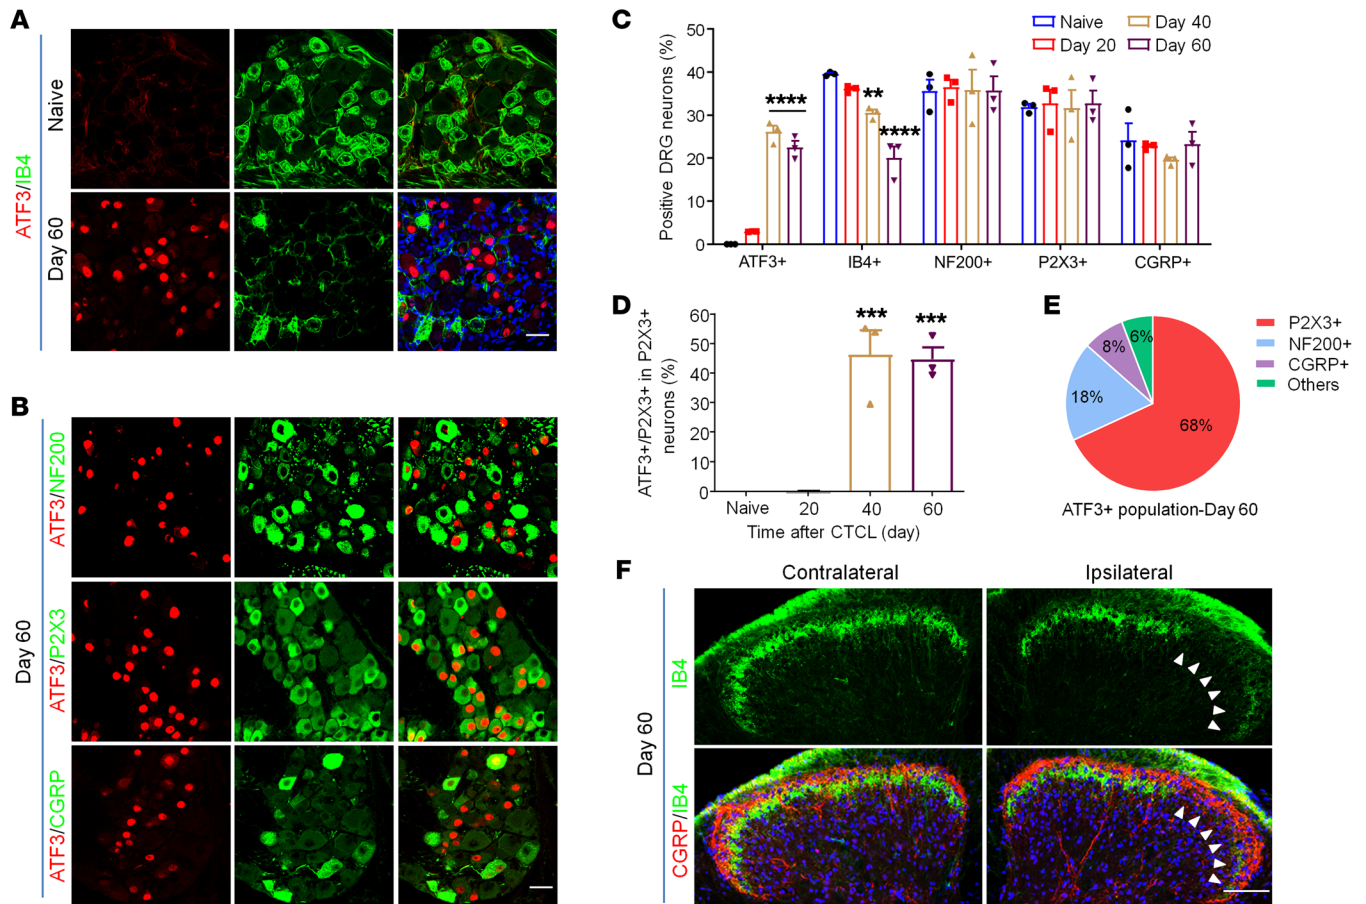 A
ATF3/IB4
Naive
Day 60
B
Day 60
ATF3/NF200
ATF3/P2X3
ATF3/CGRP
C
Positive DRG neurons (%)
50
40
30
20
10
0
Naive
Day 20
Day 40
Day 60
****
**
****
ATF3+
IB4+
NF200+
P2X3+
CGRP+
D
ATF3+/P2X3+ in P2X3+
neurons (%)
60
50
40
30
20
10
0
***
***
Naive
20
40
60
Time after CTCL (day)
E
6%
8%
18%
68%
P2X3+
NF200+
CGRP+
Others
ATF3+ population-Day 60
F
Contralateral
Ipsilateral
Day 60
IB4
CGRP/IB4